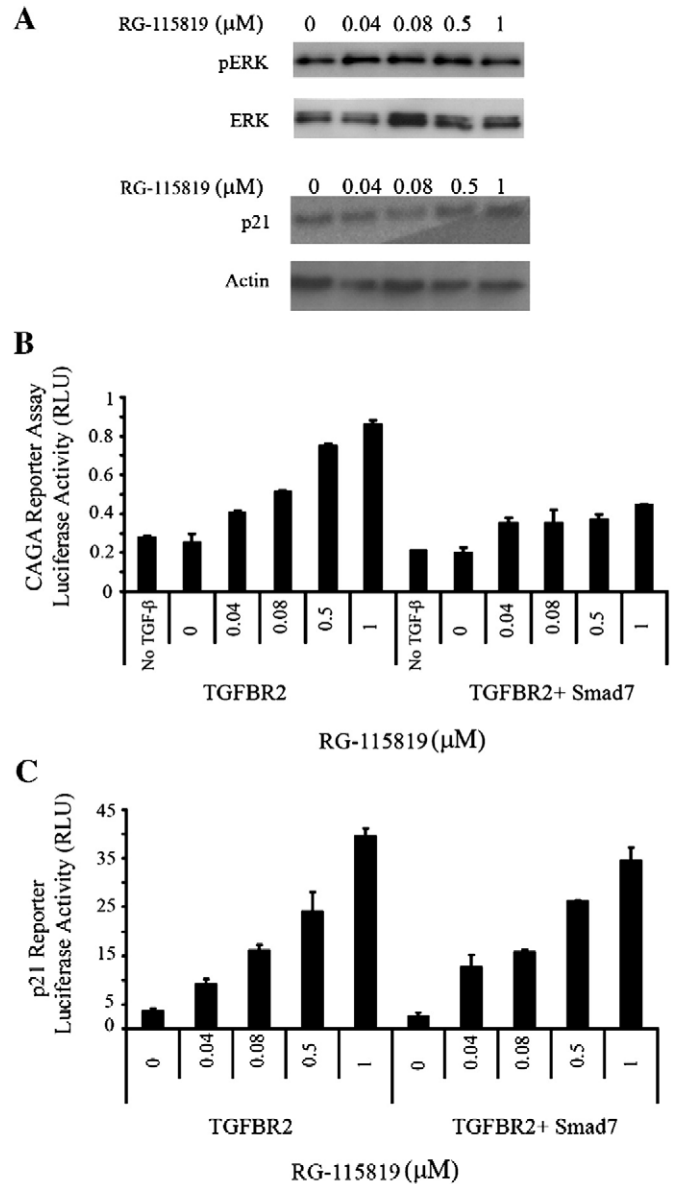 A
RG-115819 (μM) 0 0.04 0.08 0.5 1
pERK
ERK
RG-115819 (μM) 0 0.04 0.08 0.5 1
p21
Actin
B
CAGA Reporter Assay
Luciferase Activity (RLU)
1
0.8
0.6
0.4
0.2
0
No TGF-β 0 0.04 0.08 0.5 1 No TGF-β 0 0.04 0.08 0.5 1
TGFBR2 TGFBR2+ Smad7
RG-115819 (μM)
C
p21 Reporter
Luciferase Activity (RLU)
45
35
25
15
5
0
0 0.04 0.08 0.5 1 0 0.04 0.08 0.5 1
TGFBR2 TGFBR2+ Smad7
RG-115819 (μM)